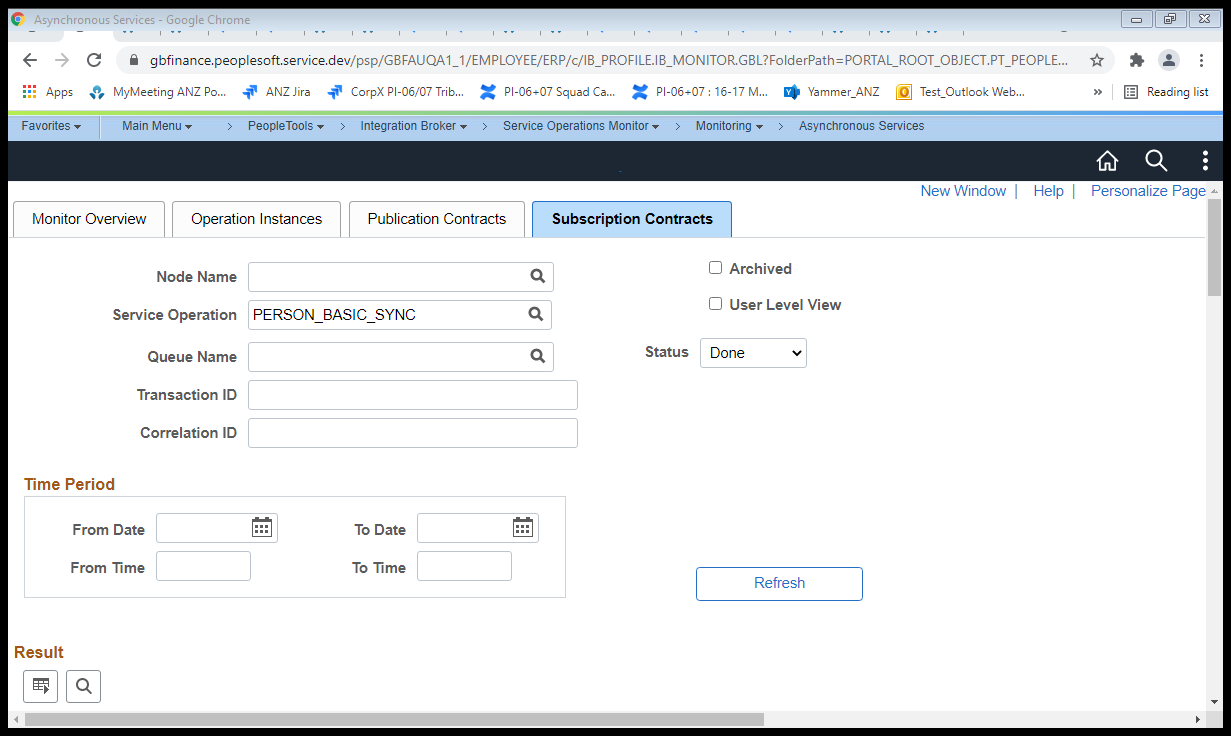 Asynchronous Services - Google Chrome
gbfinance.peoplesoft.service.dev/psp/GBFAUQA1_1/EMPLOYEE/ERP/c/IB_PROFILE.IB_MONITOR.GBL?FolderPath=PORTAL_ROOT_OBJECT.PT_PEOPLE...
Apps MyMeeting ANZ Po... ANZ Jira CorpX PI-06/07 Trib... PI-06+07 Squad Ca... PI-06+07 : 16-17 M... Yammer_ANZ Test_Outlook Web... » Reading list
Favorites Main Menu > PeopleTools > Integration Broker > Service Operations Monitor > Monitoring > Asynchronous Services
New Window | Help | Personalize Page
Monitor Overview Operation Instances Publication Contracts Subscription Contracts
Node Name Archived
Service Operation PERSON_BASIC_SYNC User Level View
Queue Name Status Done
Transaction ID
Correlation ID
Time Period
From Date To Date
From Time To Time
Refresh
Result